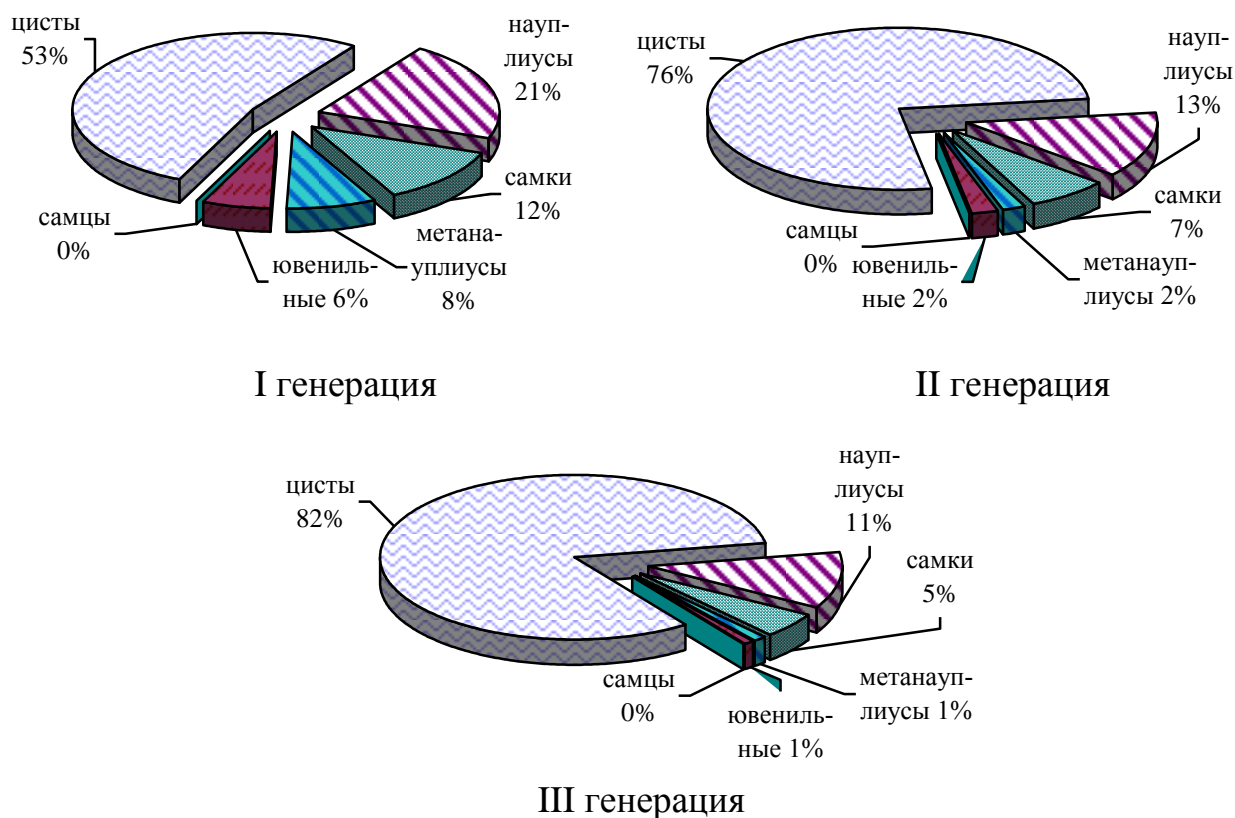 цисты
53%
науп-
лиусы
21%
самки
12%
метана-
уплиусы
8%
ювениль-
ные 6%
самцы
0%
I генерация
цисты
76%
науп-
лиусы
13%
самки
7%
метанауп-
лиусы 2%
ювениль-
ные 2%
самцы
0%
II генерация
цисты
82%
науп-
лиусы
11%
самки
5%
метанауп-
лиусы 1%
ювениль-
ные 1%
самцы
0%
III генерация